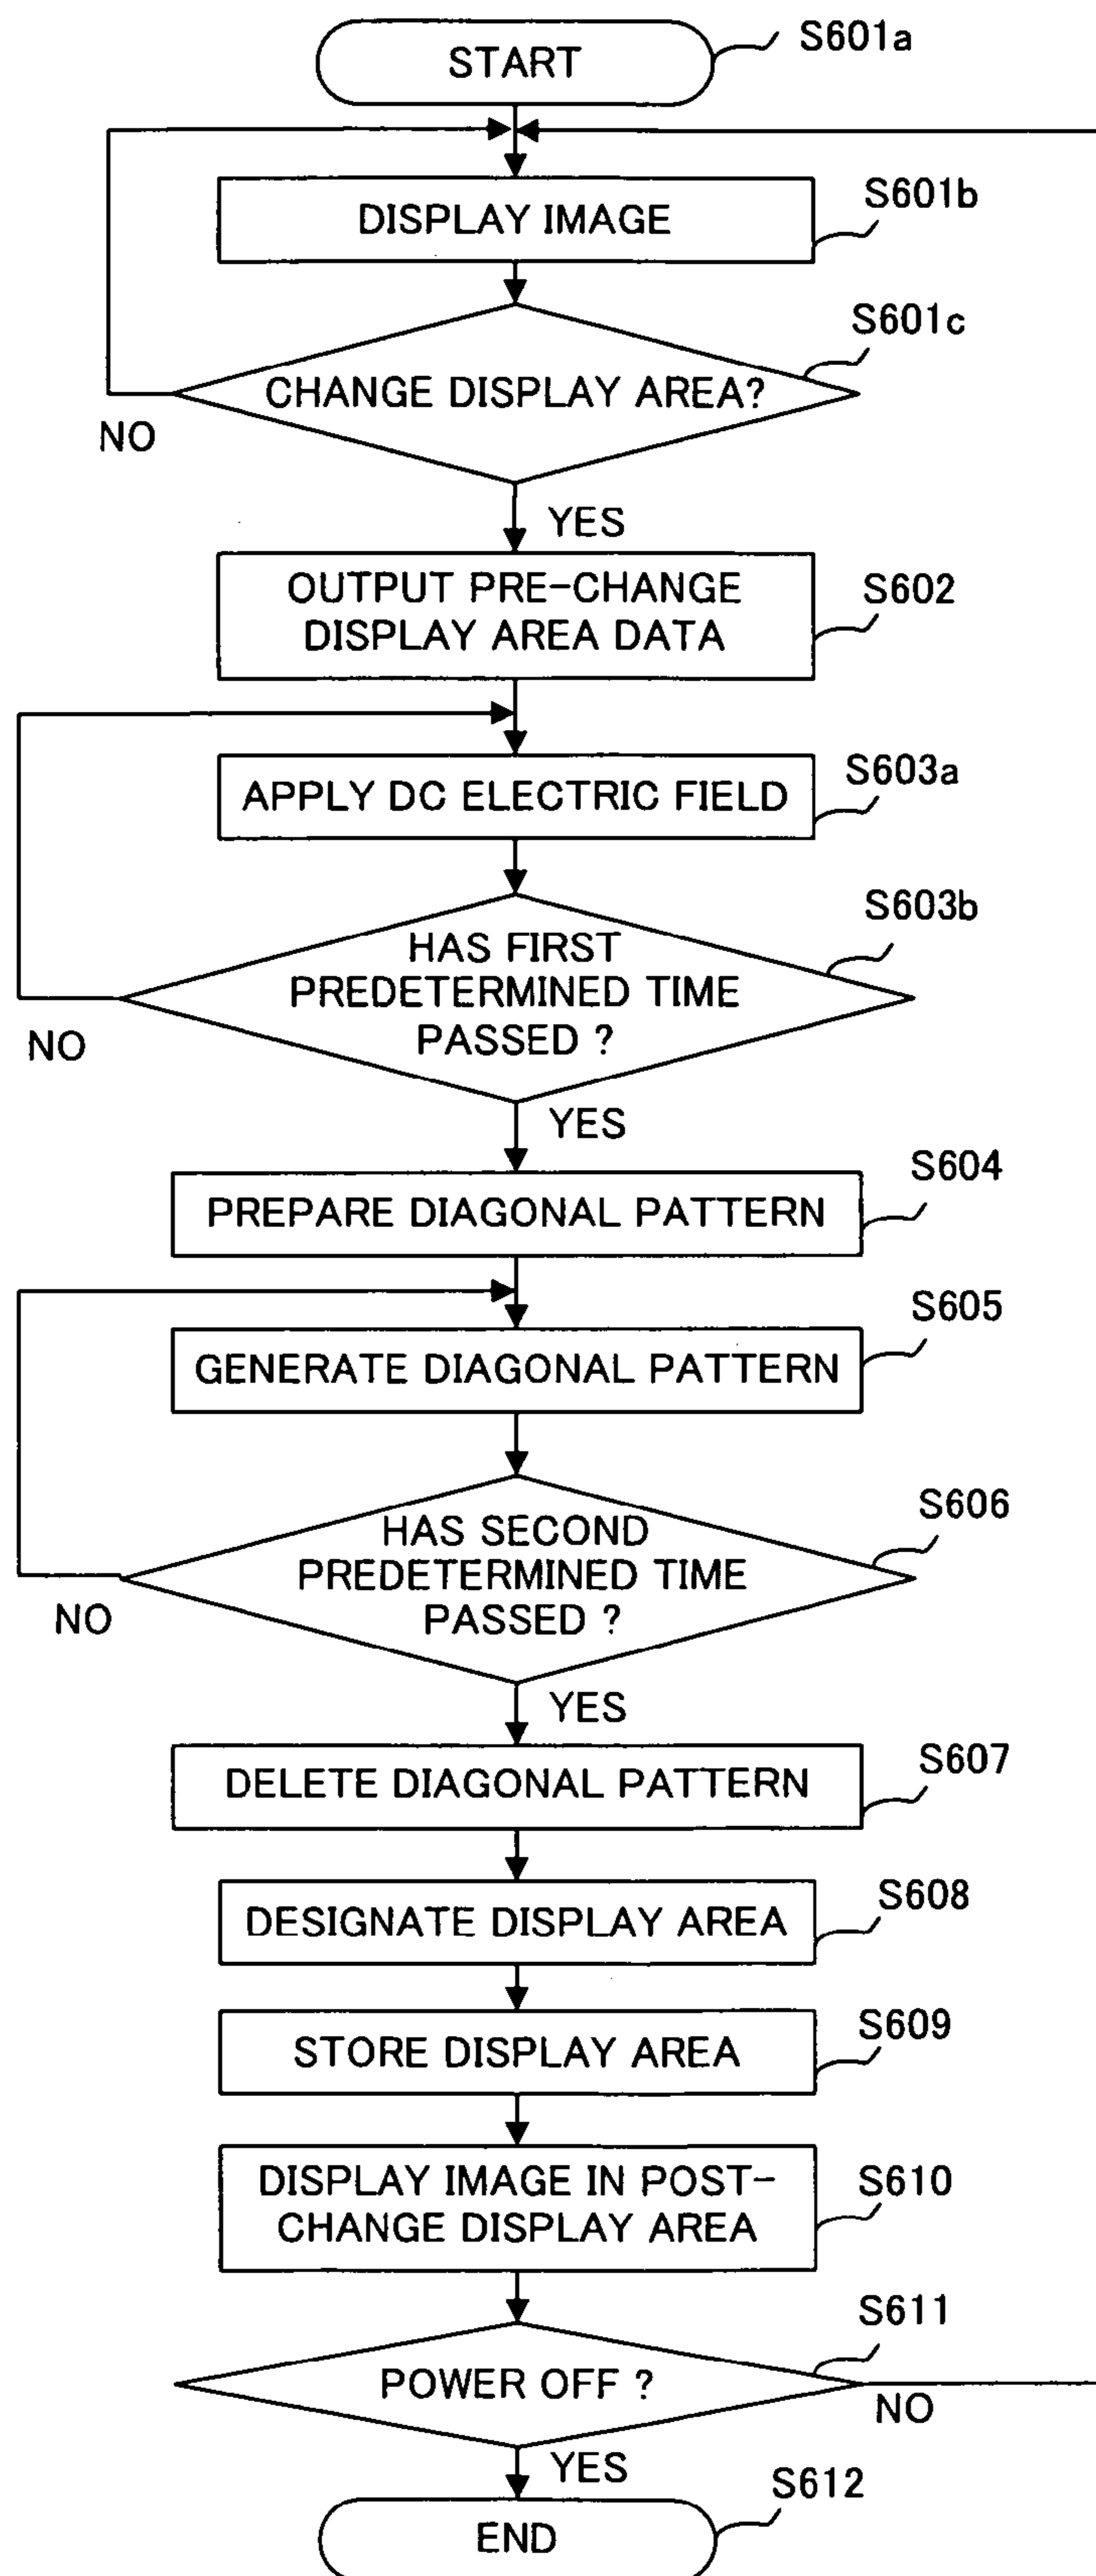 START
S601a
DISPLAY IMAGE
S601b
CHANGE DISPLAY AREA?
S601c
NO
YES
OUTPUT PRE-CHANGE
DISPLAY AREA DATA
S602
APPLY DC ELECTRIC FIELD
S603a
HAS FIRST
PREDETERMINED TIME
PASSED ?
S603b
NO
YES
PREPARE DIAGONAL PATTERN
S604
GENERATE DIAGONAL PATTERN
S605
HAS SECOND
PREDETERMINED TIME
PASSED ?
S606
NO
YES
DELETE DIAGONAL PATTERN
S607
DESIGNATE DISPLAY AREA
S608
STORE DISPLAY AREA
S609
DISPLAY IMAGE IN POST-
CHANGE DISPLAY AREA
S610
POWER OFF ?
S611
NO
YES
END
S612